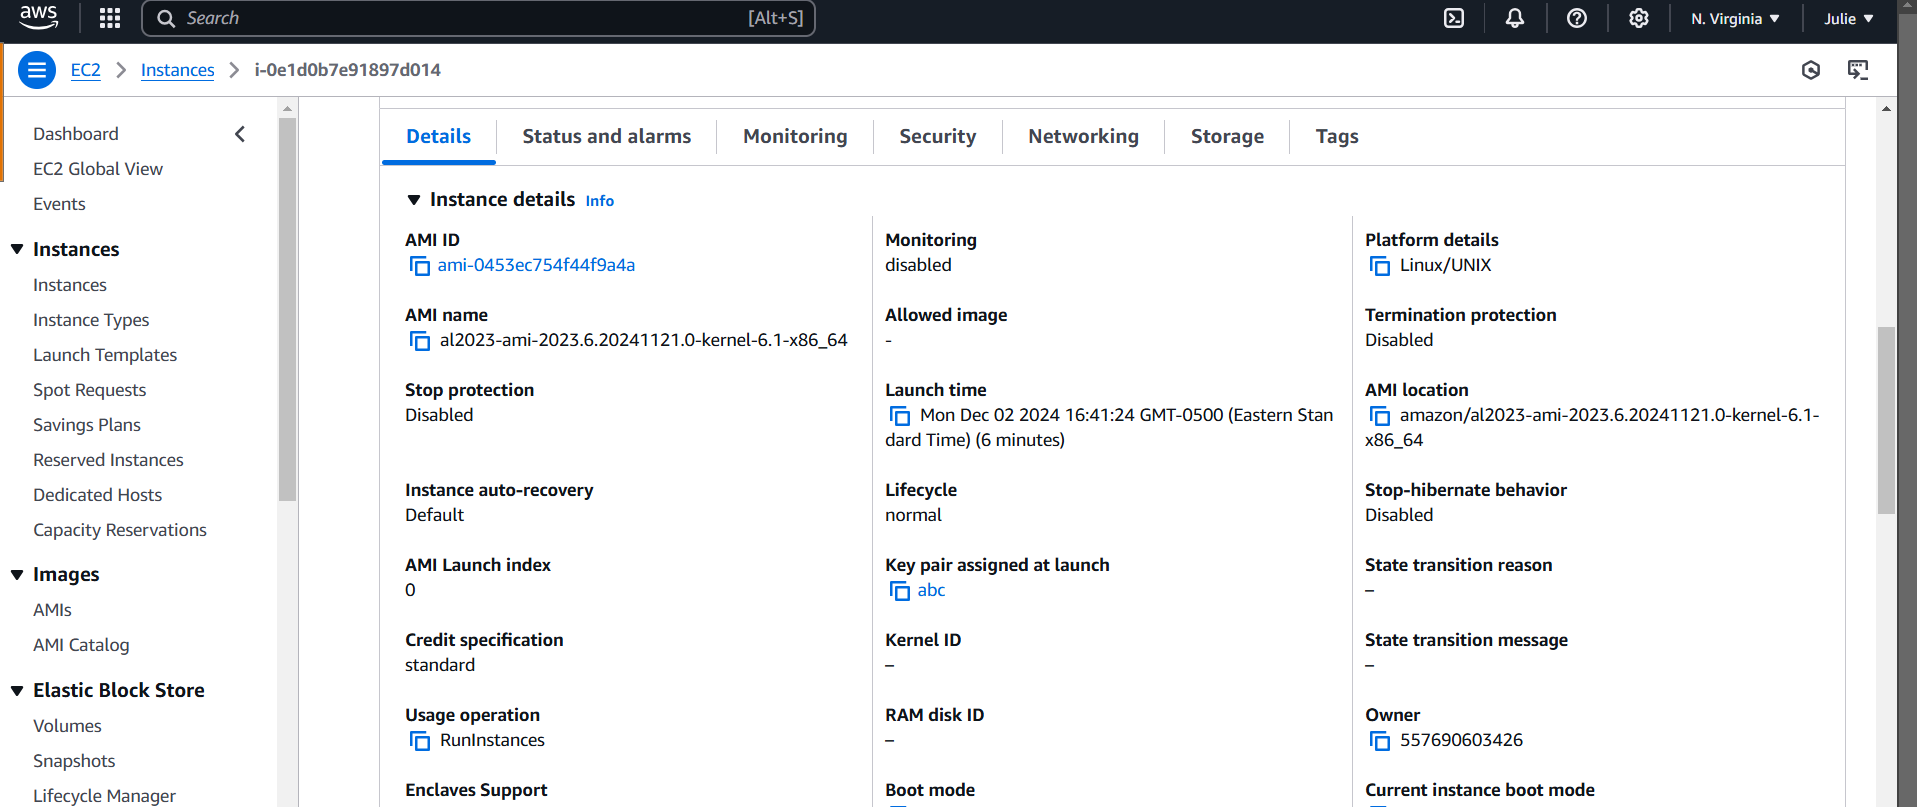 aws
Search
[Alt+S]
N. Virginia
Julie
EC2
Instances
i-0e1d0b7e91897d014
Dashboard
EC2 Global View
Events
Instances
Instances
Instance Types
Launch Templates
Spot Requests
Savings Plans
Reserved Instances
Dedicated Hosts
Capacity Reservations
Images
AMIs
AMI Catalog
Elastic Block Store
Volumes
Snapshots
Lifecycle Manager
Details
Status and alarms
Monitoring
Security
Networking
Storage
Tags
Instance details Info
AMI ID
ami-0453ec754f44f9a4a
Monitoring
disabled
Platform details
Linux/UNIX
AMI name
al2023-ami-2023.6.20241121.0-kernel-6.1-x86_64
Allowed image
-
Termination protection
Disabled
Stop protection
Disabled
Launch time
Mon Dec 02 2024 16:41:24 GMT-0500 (Eastern Stan
dard Time) (6 minutes)
AMI location
amazon/al2023-ami-2023.6.20241121.0-kernel-6.1-
x86_64
Instance auto-recovery
Default
Lifecycle
normal
Stop-hibernate behavior
Disabled
AMI Launch index
0
Key pair assigned at launch
abc
State transition reason
–
Credit specification
standard
Kernel ID
–
State transition message
–
Usage operation
RunInstances
RAM disk ID
–
Owner
557690603426
Enclaves Support
Boot mode
Current instance boot mode